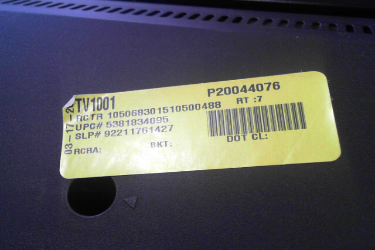 TV1001
P20044076
RCTR 105068301510500488
RT :7
UPC# 5381834095
SLP# 92211761427
RCRA:
BKT:
DOT CL: